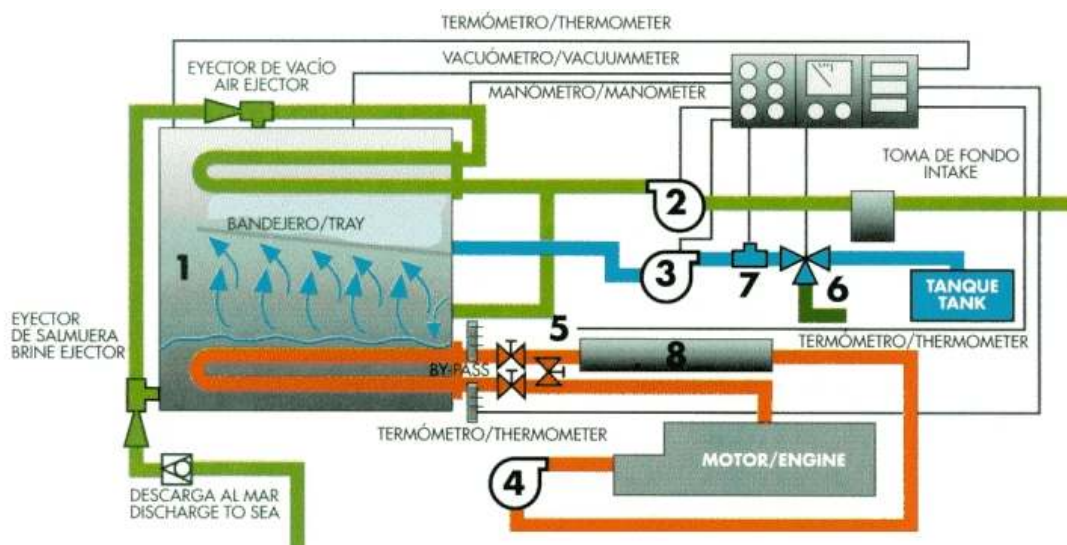 TERMÓMETRO/THERMOMETER
VACUÓMETRO/VACUUMMETER
EYECTOR DE VACÍO
AIR EJECTOR
MANÓMETRO/MANOMETER
TOMA DE FONDO
INTAKE
2
BANDEJERO/TRAY
1
3
7
6
TANQUE
TANK
EYECTOR
DE SALMUERA
BRINE EJECTOR
5
TERMÓMETRO/THERMOMETER
8
BY-PASS
TERMÓMETRO/THERMOMETER
MOTOR/ENGINE
4
DESCARGA AL MAR
DISCHARGE TO SEA